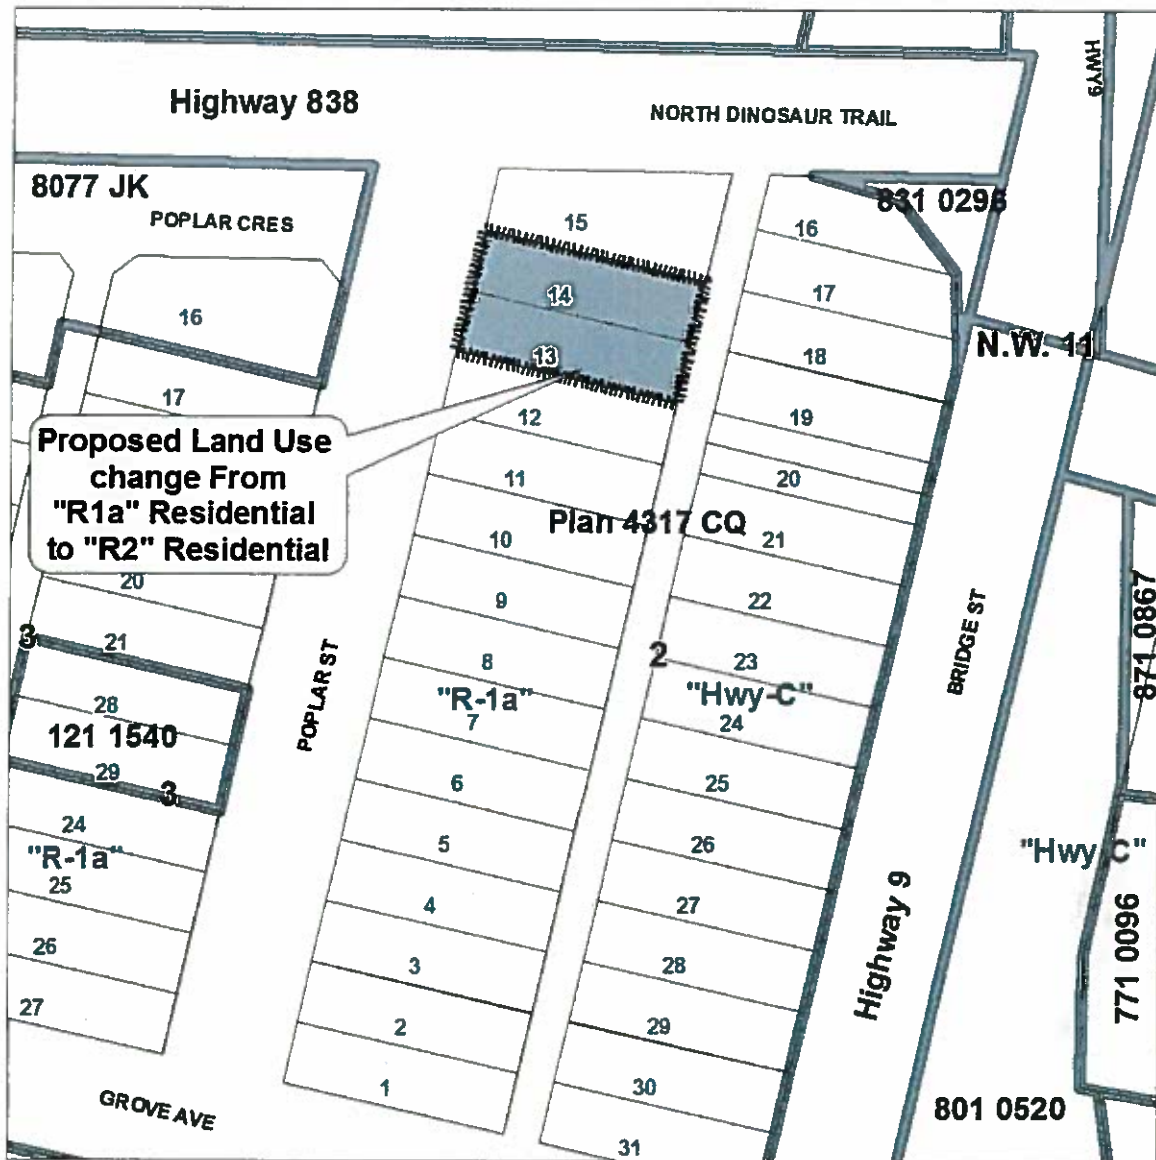 HWY9
Highway 838
NORTH DINOSAUR TRAIL
8077 JK
POPLAR CRES
831 0296
15
16
14
17
16
13
18
N.W. 11
17
12
19
Proposed Land Use
change From
"R1a" Residential
to "R2" Residential
11
20
Plan 4317 CQ
10
21
20
9
22
871 0867
3
21
8
2
23
BRIDGE ST
28
POPLAR ST
"R-1a"
"Hwy-C"
7
24
121 1540
29
3
6
25
24
5
26
"R-1a"
"Hwy C"
25
4
27
Highway 9
771 0096
26
3
28
27
2
29
1
30
GROVE AVE
801 0520
31